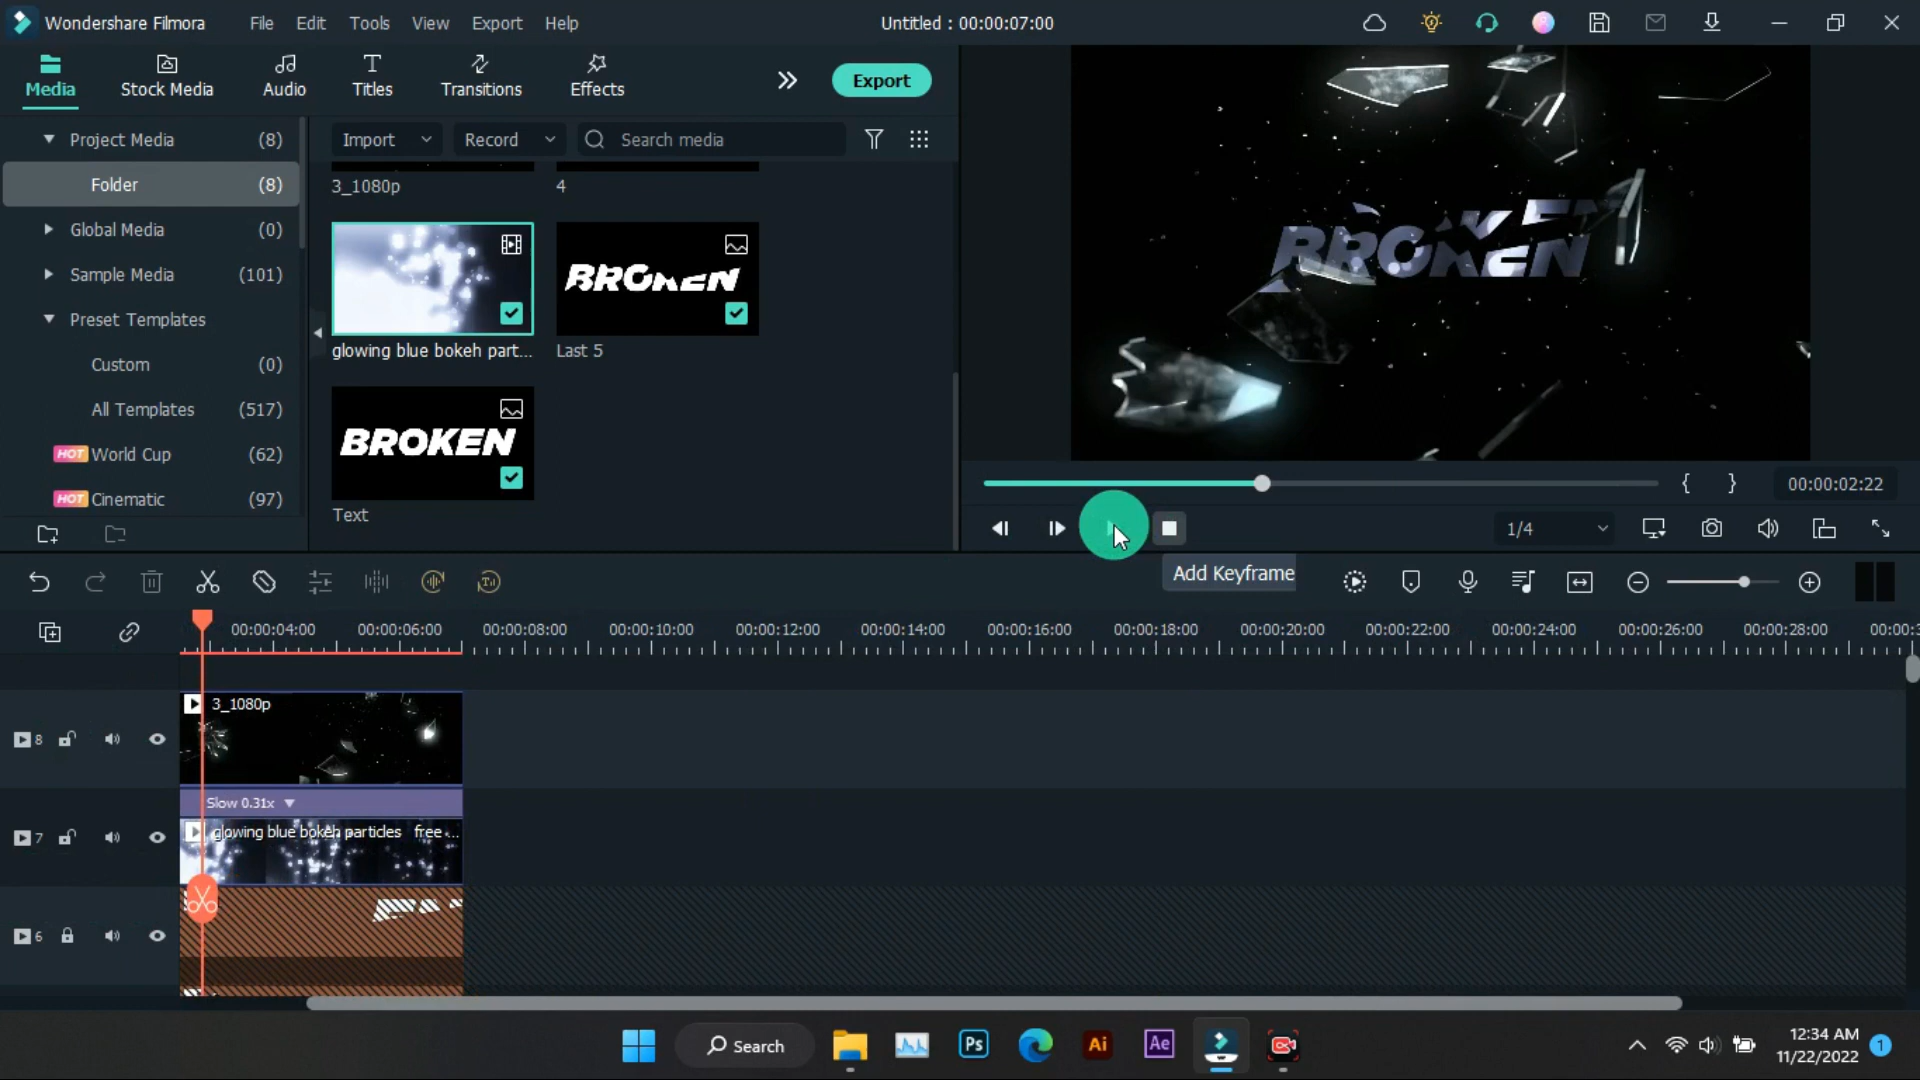 Wondershare Filmora
File
Edit
Tools
View
Export
Help
Untitled : 00:00:07:00
Media
Stock Media
Audio
Titles
Transitions
Effects
Export
Project Media (8)
Folder (8)
Global Media (0)
Sample Media (101)
Preset Templates
Custom (0)
All Templates (517)
HOT World Cup (62)
HOT Cinematic (97)
Import
Record
Search media
3_1080p
4
BROKEN
glowing blue bokeh part...
Last 5
BROKEN
Text
BROKEN
00:00:02:22
1/4
Add Keyframe
00:00:04:00
00:00:06:00
00:00:08:00
00:00:10:00
00:00:12:00
00:00:14:00
00:00:16:00
00:00:18:00
00:00:20:00
00:00:22:00
00:00:24:00
00:00:26:00
00:00:28:00
8
3_1080p
Slow 0.31x
7
glowing blue bokeh particles free ...
6
Search
Ps
Ai
Ae
12:34 AM
11/22/2022
1